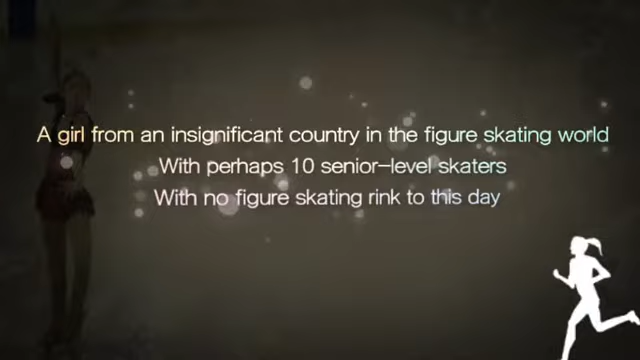 A girl from an insignificant country in the figure skating world
With perhaps 10 senior-level skaters
With no figure skating rink to this day